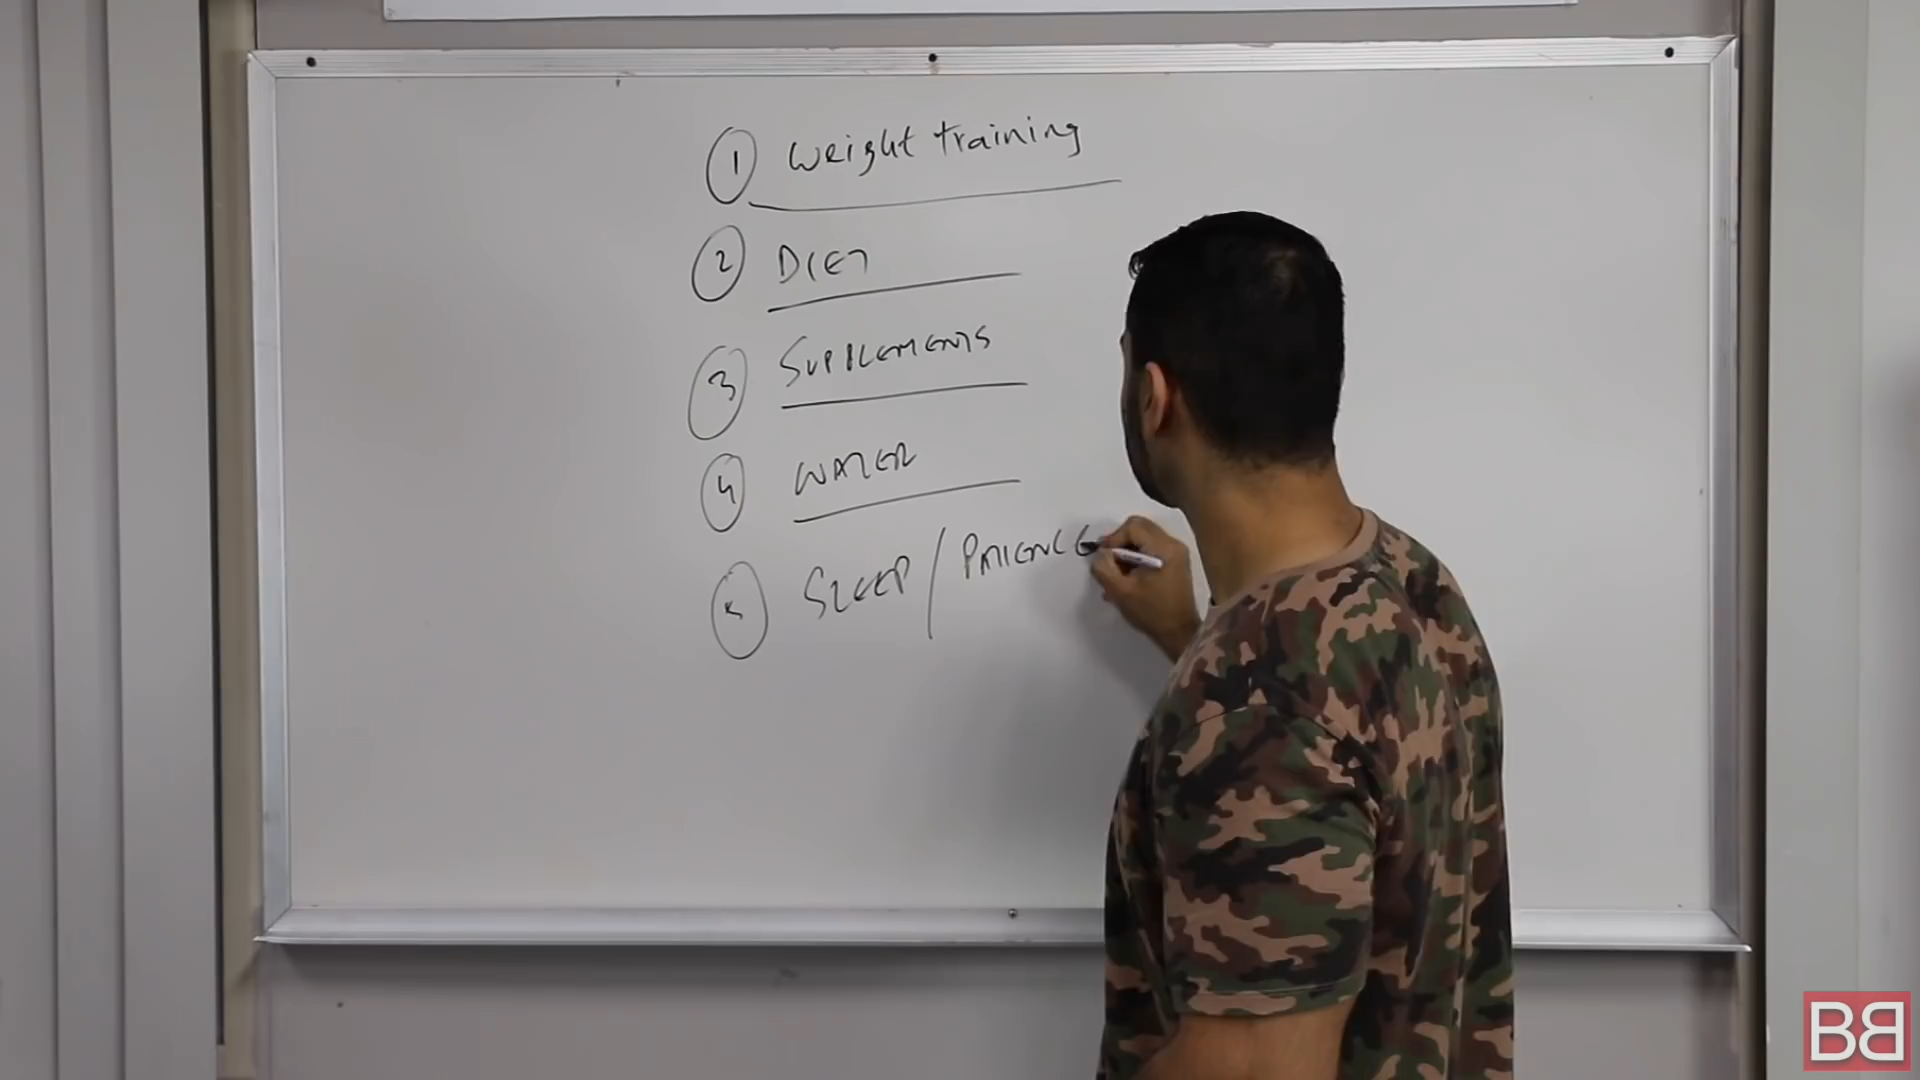 1 Weight training
2 DIET
3 SUPPLEMENTS
4 WATER
5 SLEEP / PATIENCE
BB